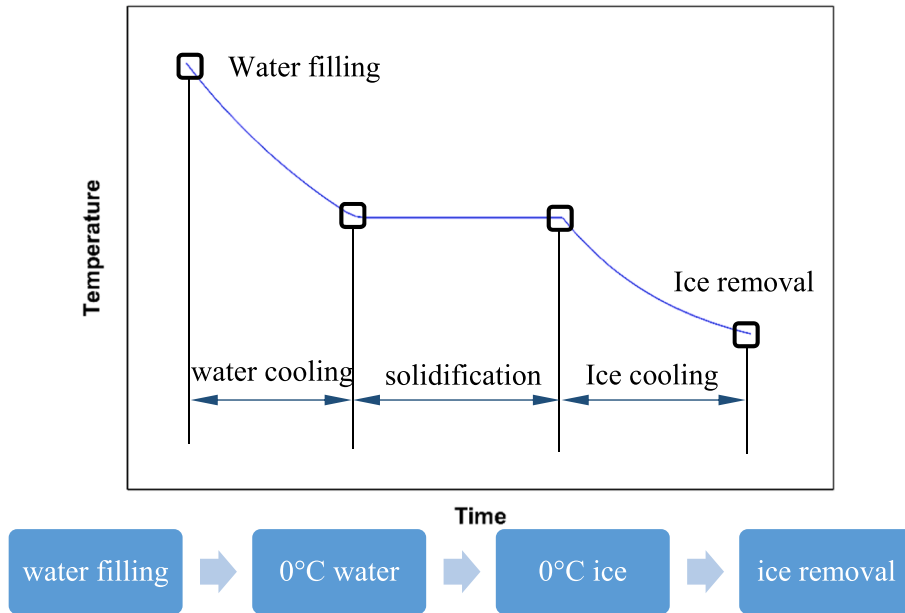 Water filling
Temperature
Ice removal
water cooling
solidification
Ice cooling
Time
water filling
0°C water
0°C ice
ice removal